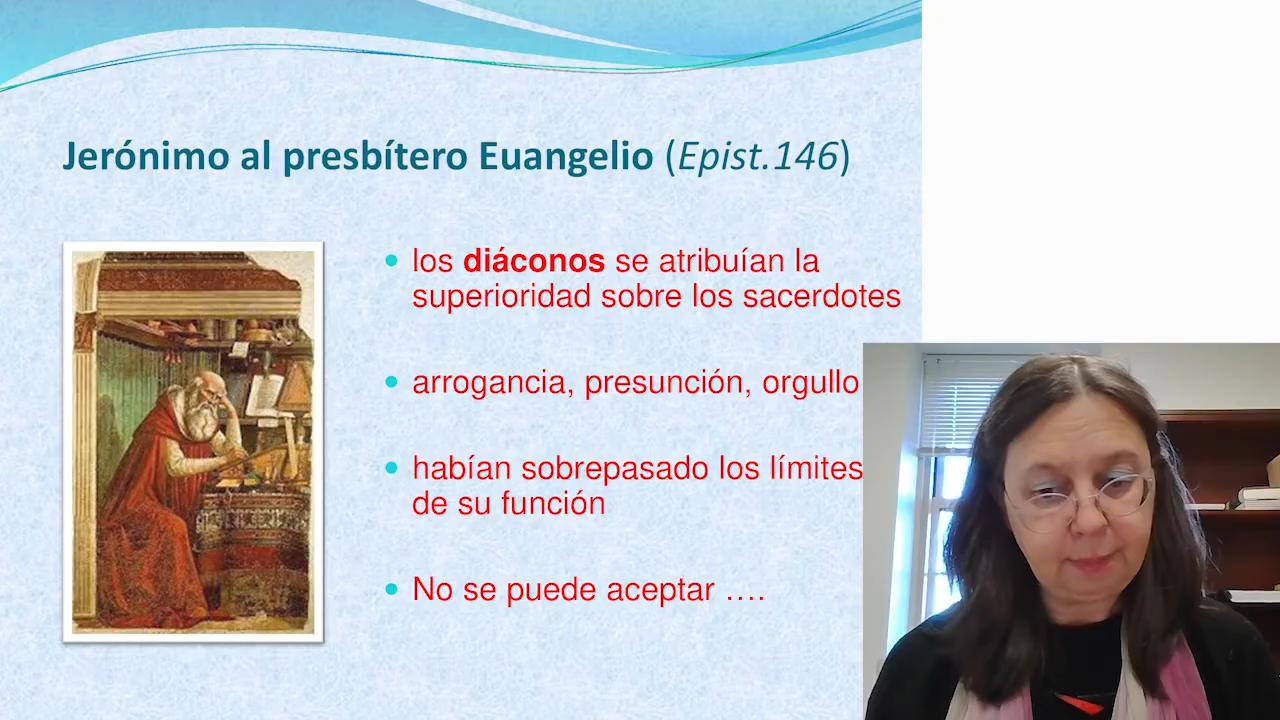 Jerónimo al presbítero Euangelio (Epist.146)
• los diáconos se atribuían la
superioridad sobre los sacerdotes
• arrogancia, presunción, orgullo
• habían sobrepasado los límites
de su función
• No se puede aceptar ….